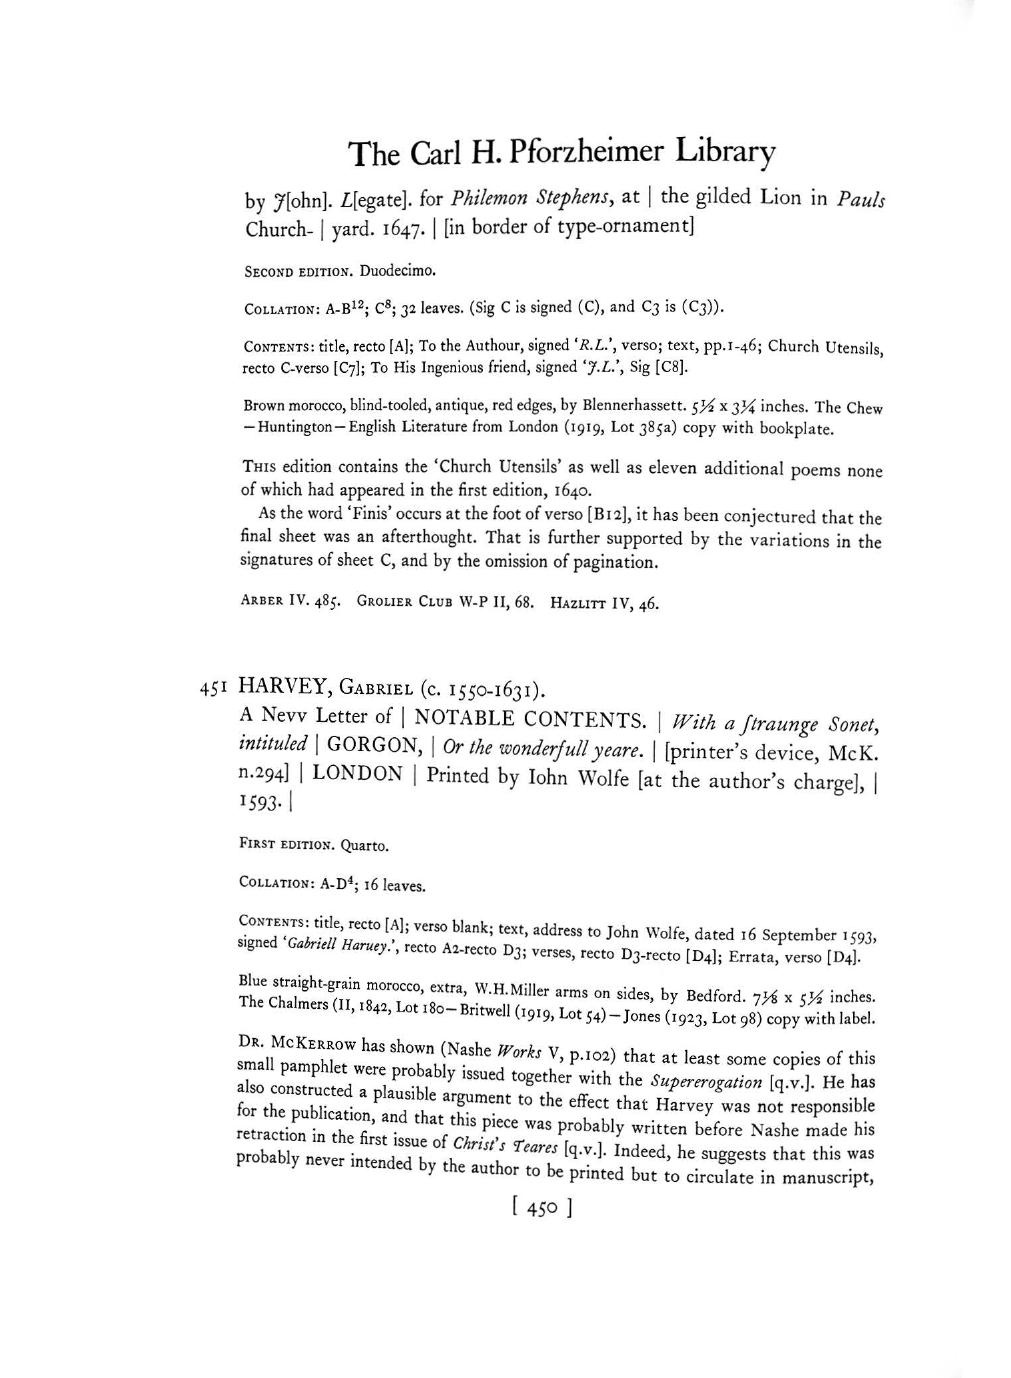 The Carl H. Pforzheimer Library
by J[ohn]. L[egate]. for Philemon Stephens, at | the gilded Lion in Pauls
Church- | yard. 1647. | [in border of type-ornament]
Second edition. Duodecimo.
Collation: A-B¹²; C⁸; 32 leaves. (Sig C is signed (C), and C3 is (C3)).
Contents: title, recto [A]; To the Authour, signed ‘R.L.’, verso; text, pp.1-46; Church Utensils,
recto C-verso [C7]; To His Ingenious friend, signed ‘J.L.’, Sig [C8].
Brown morocco, blind-tooled, antique, red edges, by Blennerhassett. 5½ x 3¼ inches. The Chew
—Huntington—English Literature from London (1919, Lot 385a) copy with bookplate.
This edition contains the ‘Church Utensils’ as well as eleven additional poems none
of which had appeared in the first edition, 1640.
As the word ‘Finis’ occurs at the foot of verso [B12], it has been conjectured that the
final sheet was an afterthought. That is further supported by the variations in the
signatures of sheet C, and by the omission of pagination.
Arber IV. 485. Grolier Club W-P II, 68. Hazlitt IV, 46.
451 HARVEY, Gabriel (c. 1550-1631).
A Nevv Letter of | NOTABLE CONTENTS. | With a ſtraunge Sonet,
intituled | GORGON, | Or the wonderfull yeare. | [printer's device, McK.
n.294] | LONDON | Printed by Iohn Wolfe [at the author's charge], |
1593. |
First edition. Quarto.
Collation: A-D⁴; 16 leaves.
Contents: title, recto [A]; verso blank; text, address to John Wolfe, dated 16 September 1593,
signed ‘Gabriell Haruey.’, recto A2-recto D3; verses, recto D3-recto [D4]; Errata, verso [D4].
Blue straight-grain morocco, extra, W.H.Miller arms on sides, by Bedford. 7⅛ x 5½ inches.
The Chalmers (II, 1842, Lot 180—Britwell (1919, Lot 54)—Jones (1923, Lot 98) copy with label.
Dr. McKerrow has shown (Nashe Works V, p.102) that at least some copies of this
small pamphlet were probably issued together with the Supererogation [q.v.]. He has
also constructed a plausible argument to the effect that Harvey was not responsible
for the publication, and that this piece was probably written before Nashe made his
retraction in the first issue of Christ's Teares [q.v.]. Indeed, he suggests that this was
probably never intended by the author to be printed but to circulate in manuscript,
[ 450 ]